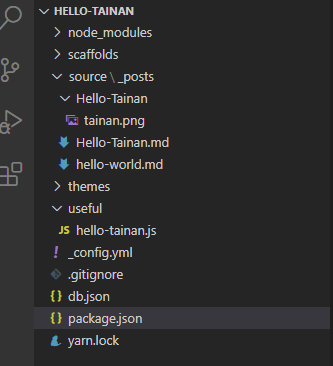 HELLO-TAINAN
node_modules
scaffolds
source \ _posts
Hello-Tainan
tainan.png
Hello-Tainan.md
hello-world.md
themes
useful
JS hello-tainan.js
! _config.yml
.gitignore
{} db.json
{} package.json
yarn.lock